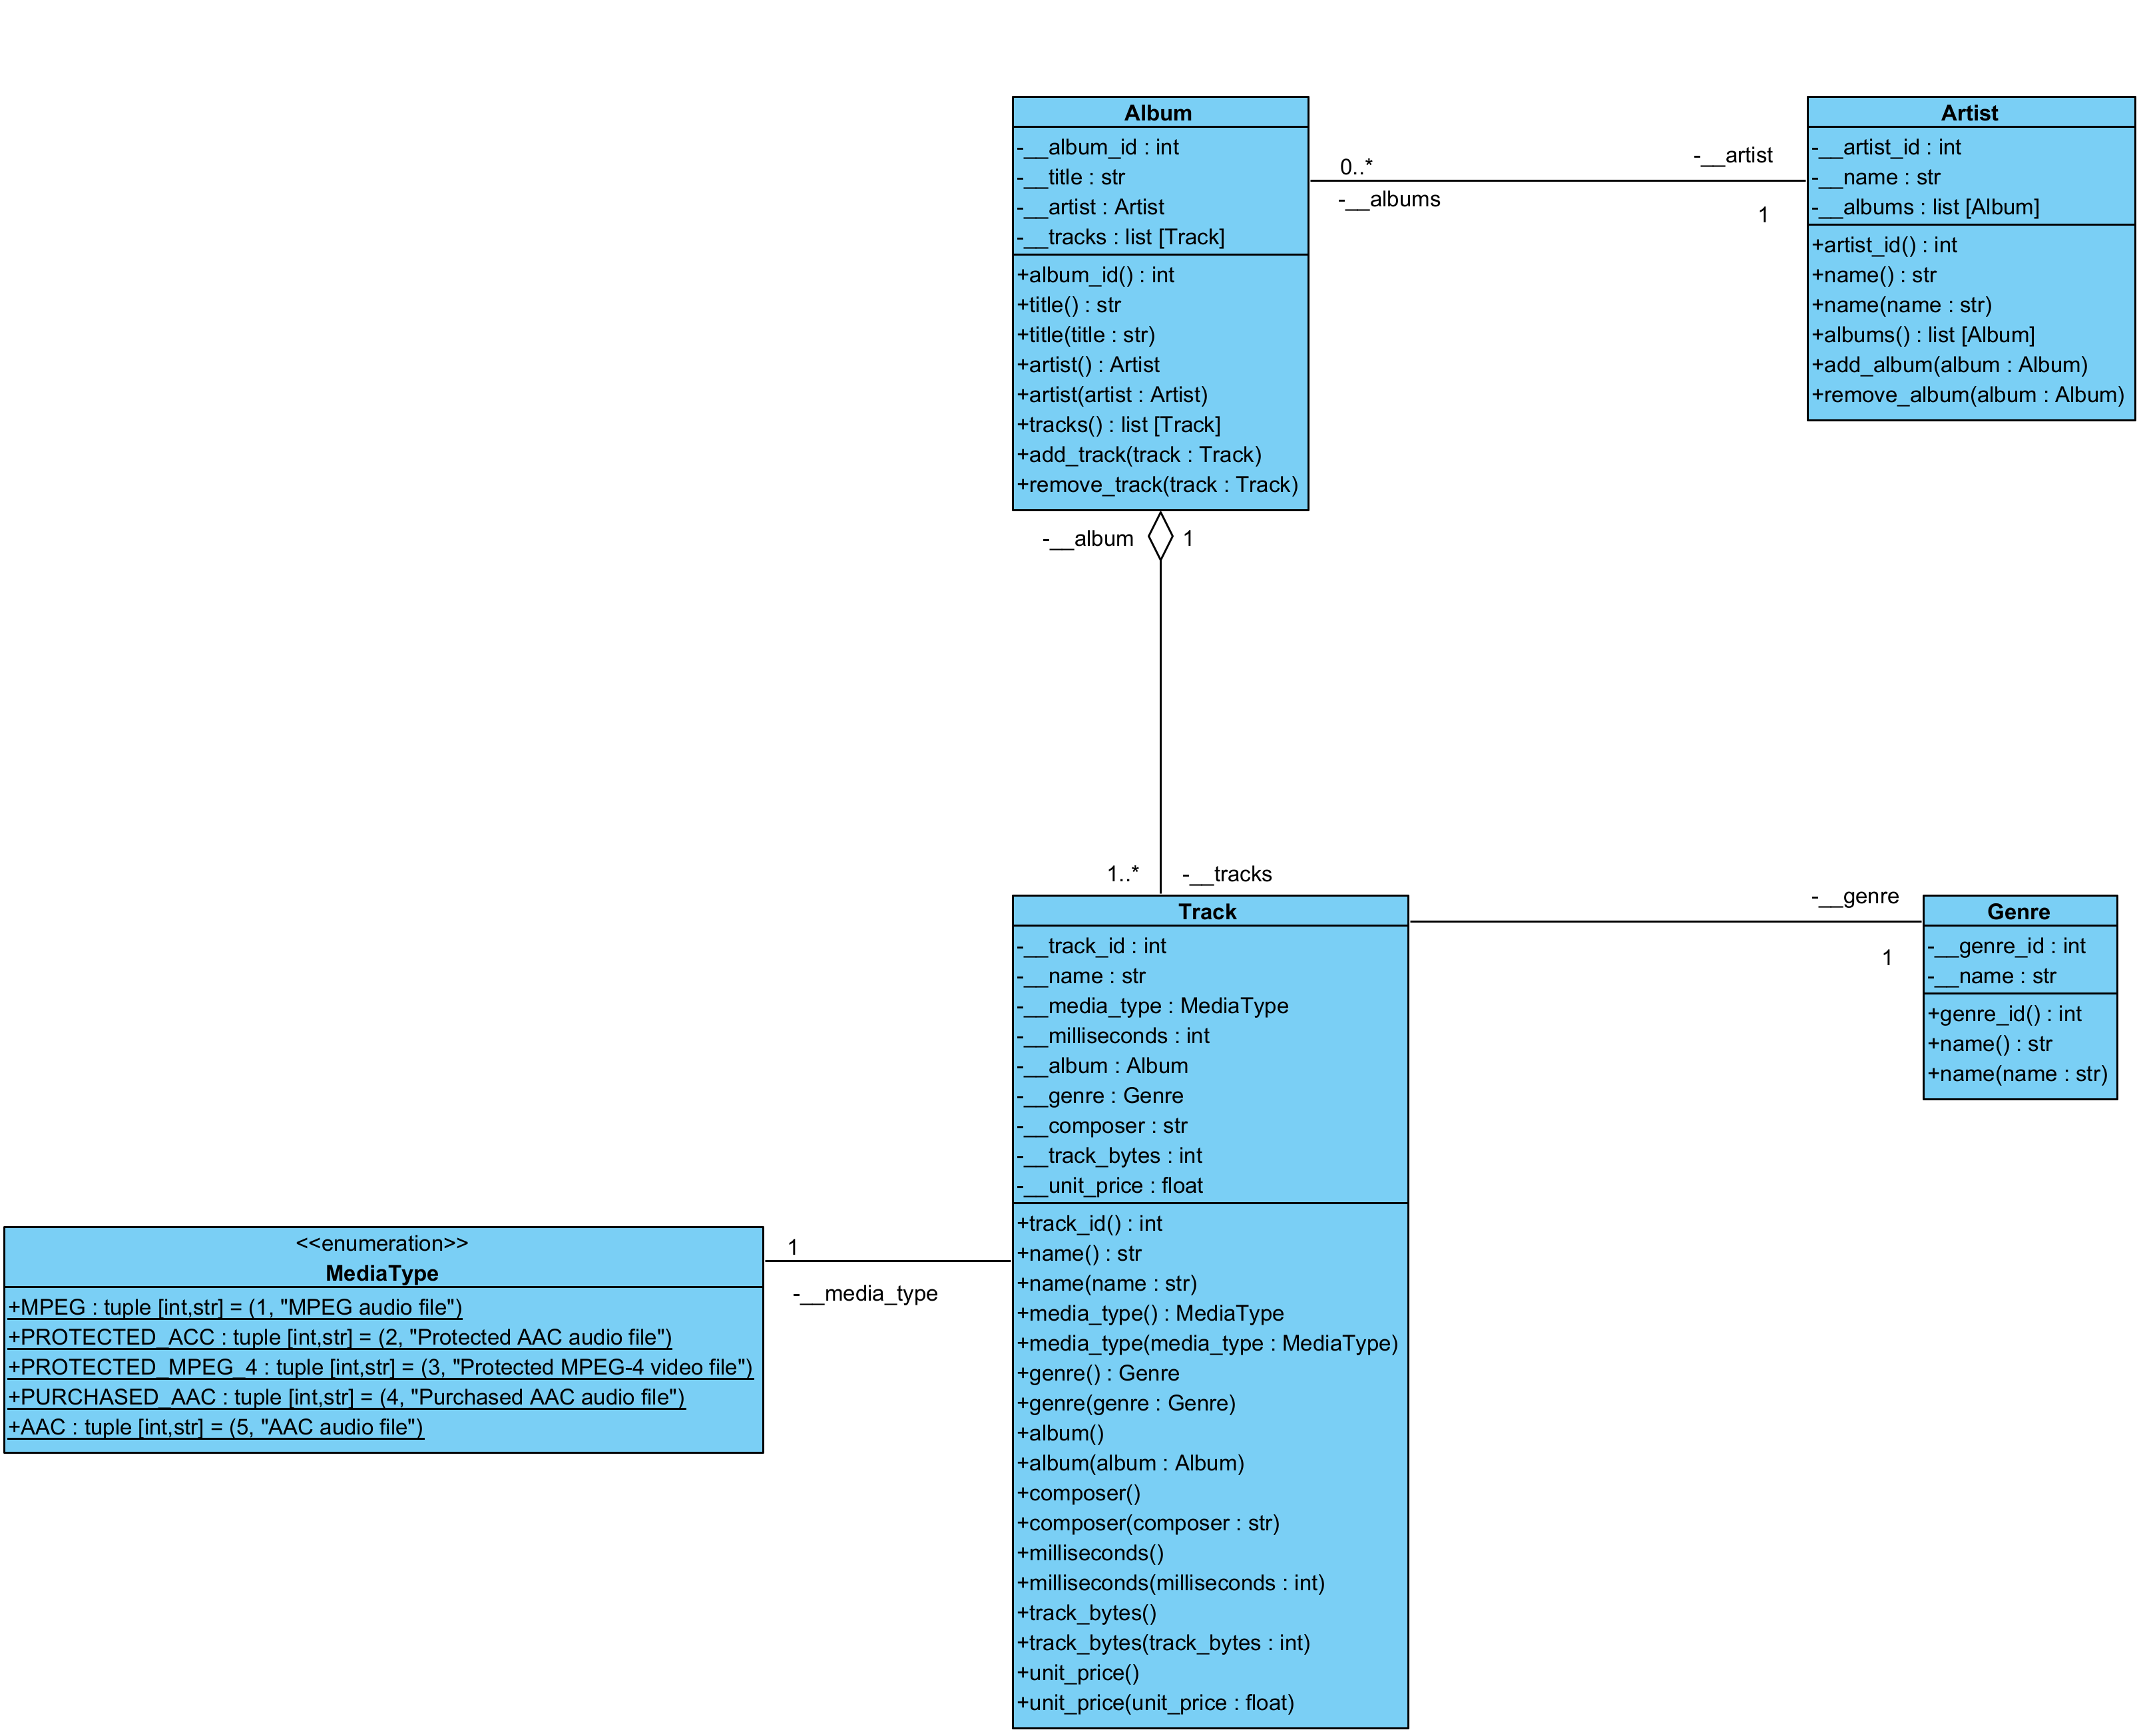 Album
-__album_id : int
-__title : str
-__artist : Artist
-__tracks : list [Track]
+album_id() : int
+title() : str
+title(title : str)
+artist() : Artist
+artist(artist : Artist)
+tracks() : list [Track]
+add_track(track : Track)
+remove_track(track : Track)
0..*
-__albums
-__artist
1
Artist
-__artist_id : int
-__name : str
-__albums : list [Album]
+artist_id() : int
+name() : str
+name(name : str)
+albums() : list [Album]
+add_album(album : Album)
+remove_album(album : Album)
-__album
1
1..*
-__tracks
Track
-__track_id : int
-__name : str
-__media_type : MediaType
-__milliseconds : int
-__album : Album
-__genre : Genre
-__composer : str
-__track_bytes : int
-__unit_price : float
+track_id() : int
+name() : str
+name(name : str)
+media_type() : MediaType
+media_type(media_type : MediaType)
+genre() : Genre
+genre(genre : Genre)
+album()
+album(album : Album)
+composer()
+composer(composer : str)
+milliseconds()
+milliseconds(milliseconds : int)
+track_bytes()
+track_bytes(track_bytes : int)
+unit_price()
+unit_price(unit_price : float)
-__genre
1
Genre
-__genre_id : int
-__name : str
+genre_id() : int
+name() : str
+name(name : str)
<<enumeration>>
MediaType
+MPEG : tuple [int,str] = (1, "MPEG audio file")
+PROTECTED_ACC : tuple [int,str] = (2, "Protected AAC audio file")
+PROTECTED_MPEG_4 : tuple [int,str] = (3, "Protected MPEG-4 video file")
+PURCHASED_AAC : tuple [int,str] = (4, "Purchased AAC audio file")
+AAC : tuple [int,str] = (5, "AAC audio file")
1
-__media_type